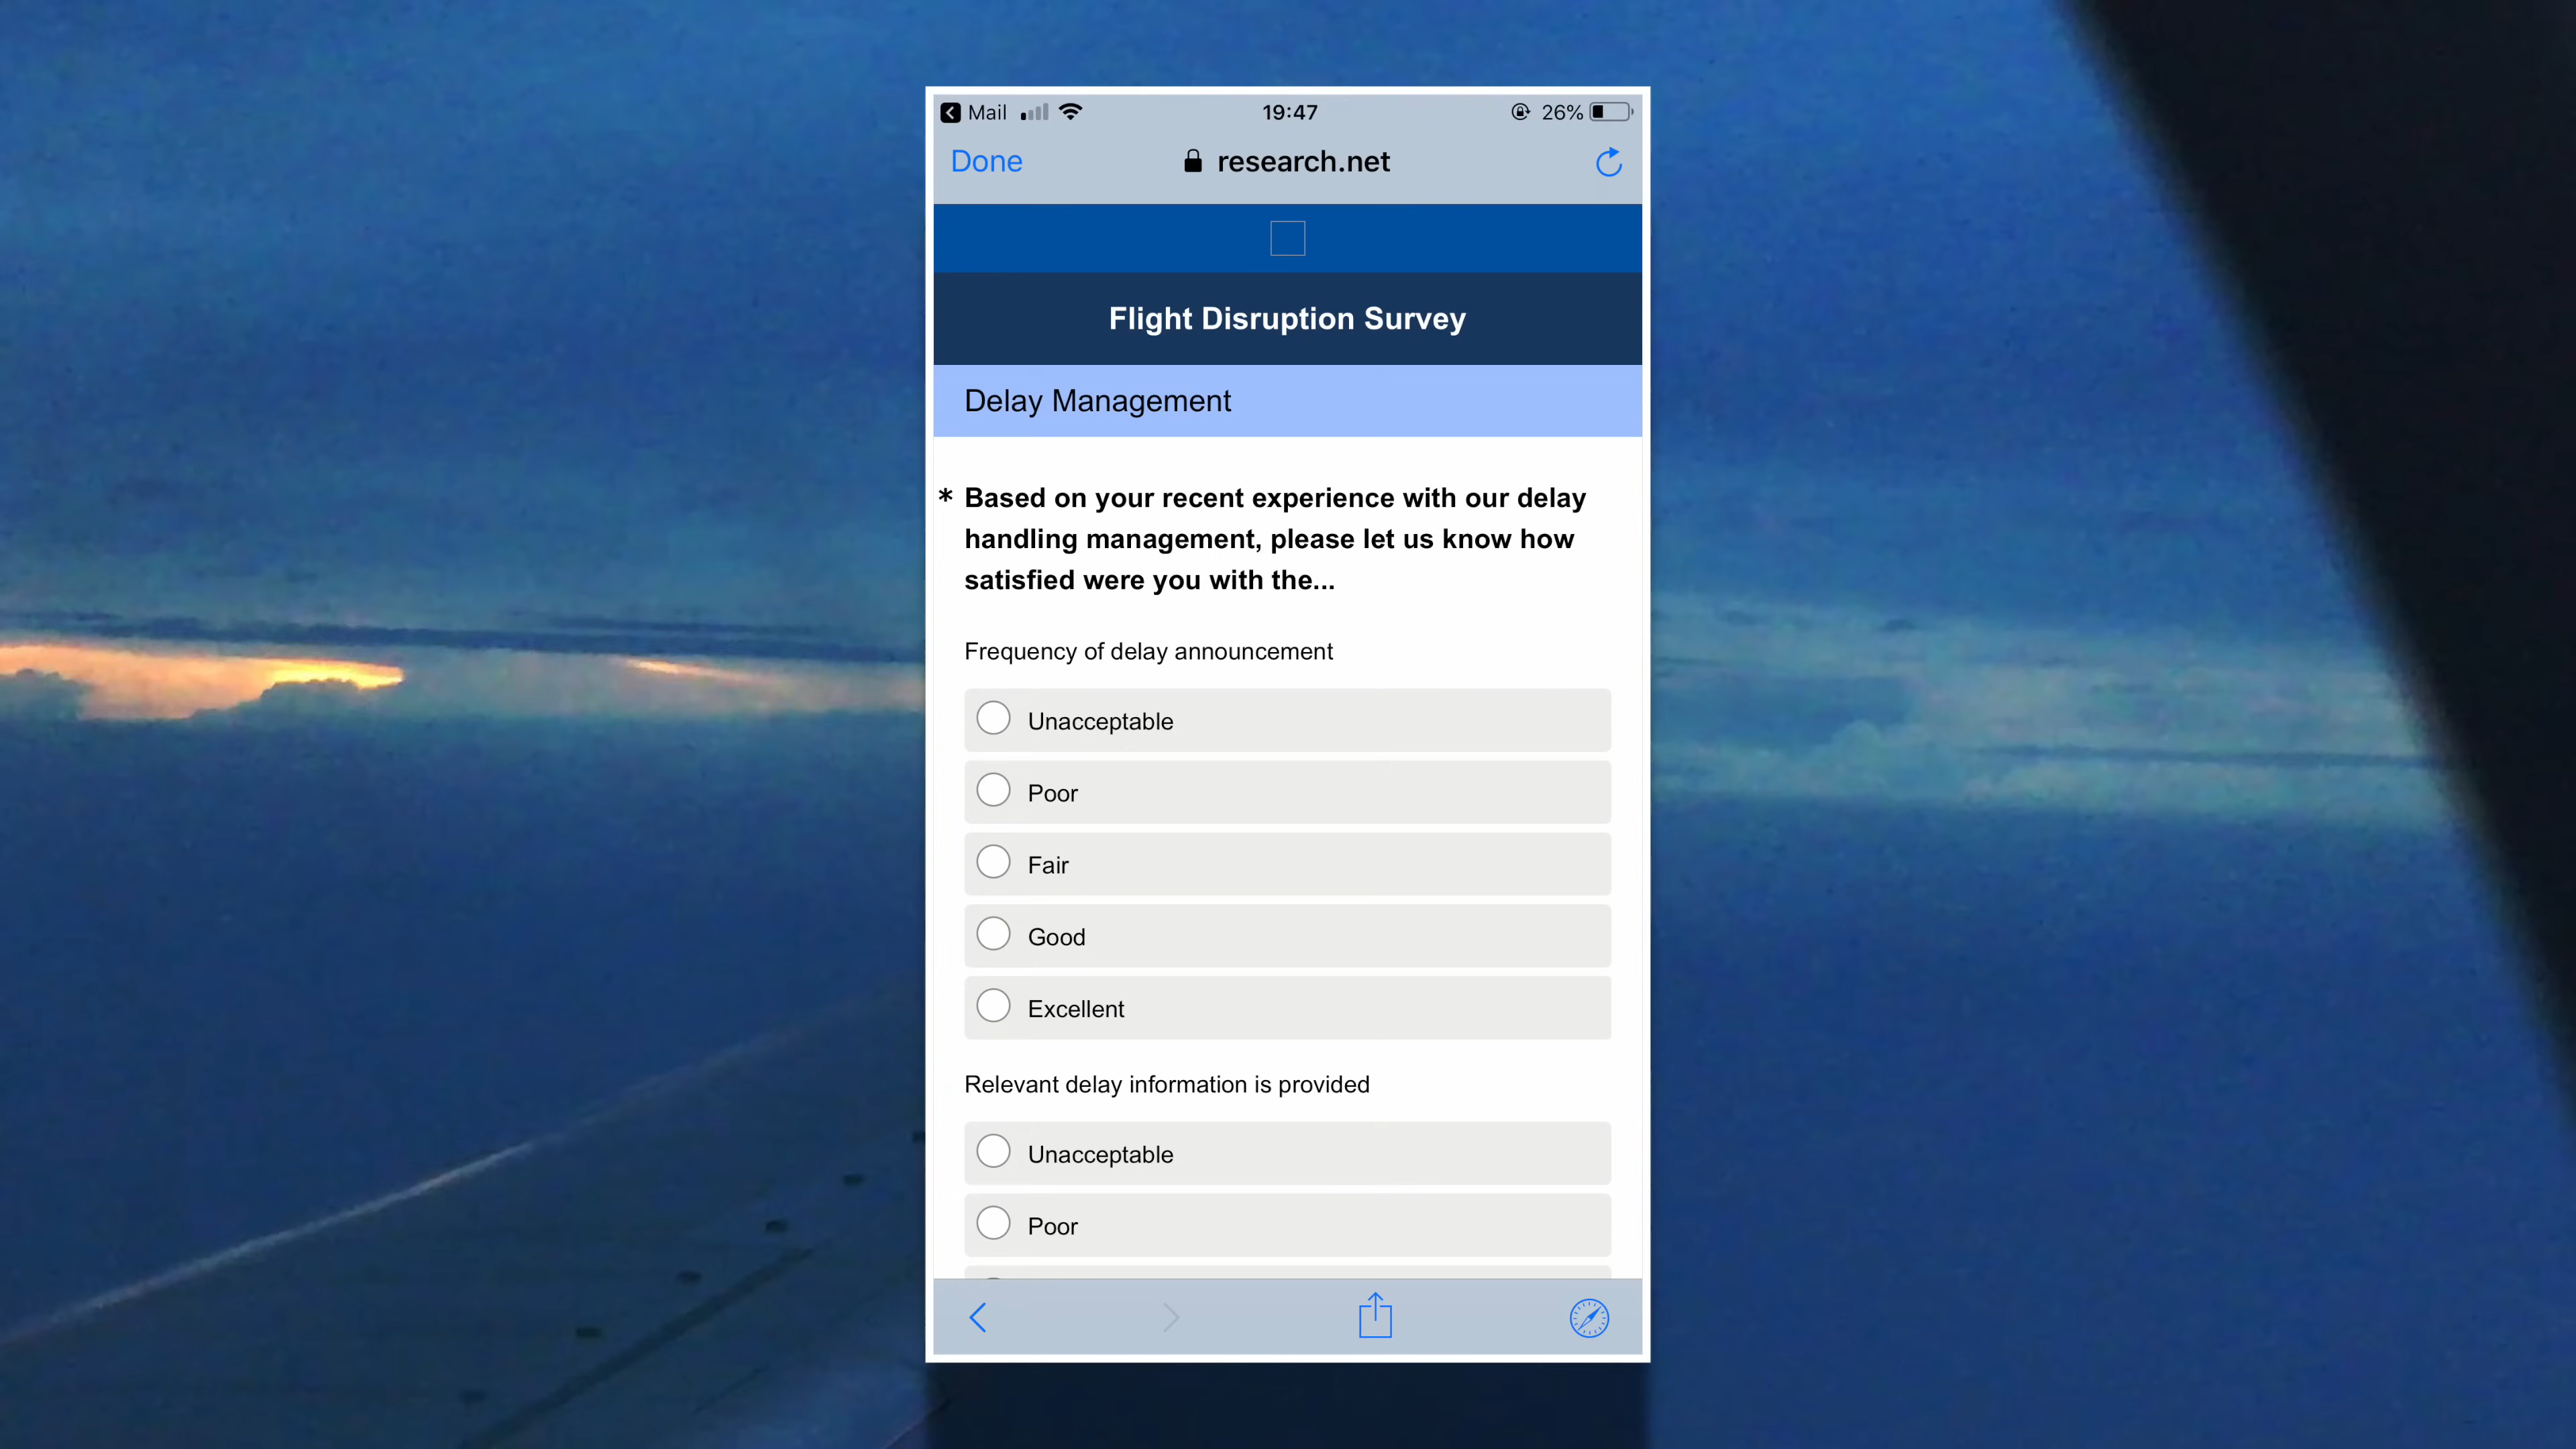 Mail 19:47 26%
Done research.net
Flight Disruption Survey
Delay Management
* Based on your recent experience with our delay
handling management, please let us know how
satisfied were you with the...
Frequency of delay announcement
Unacceptable
Poor
Fair
Good
Excellent
Relevant delay information is provided
Unacceptable
Poor